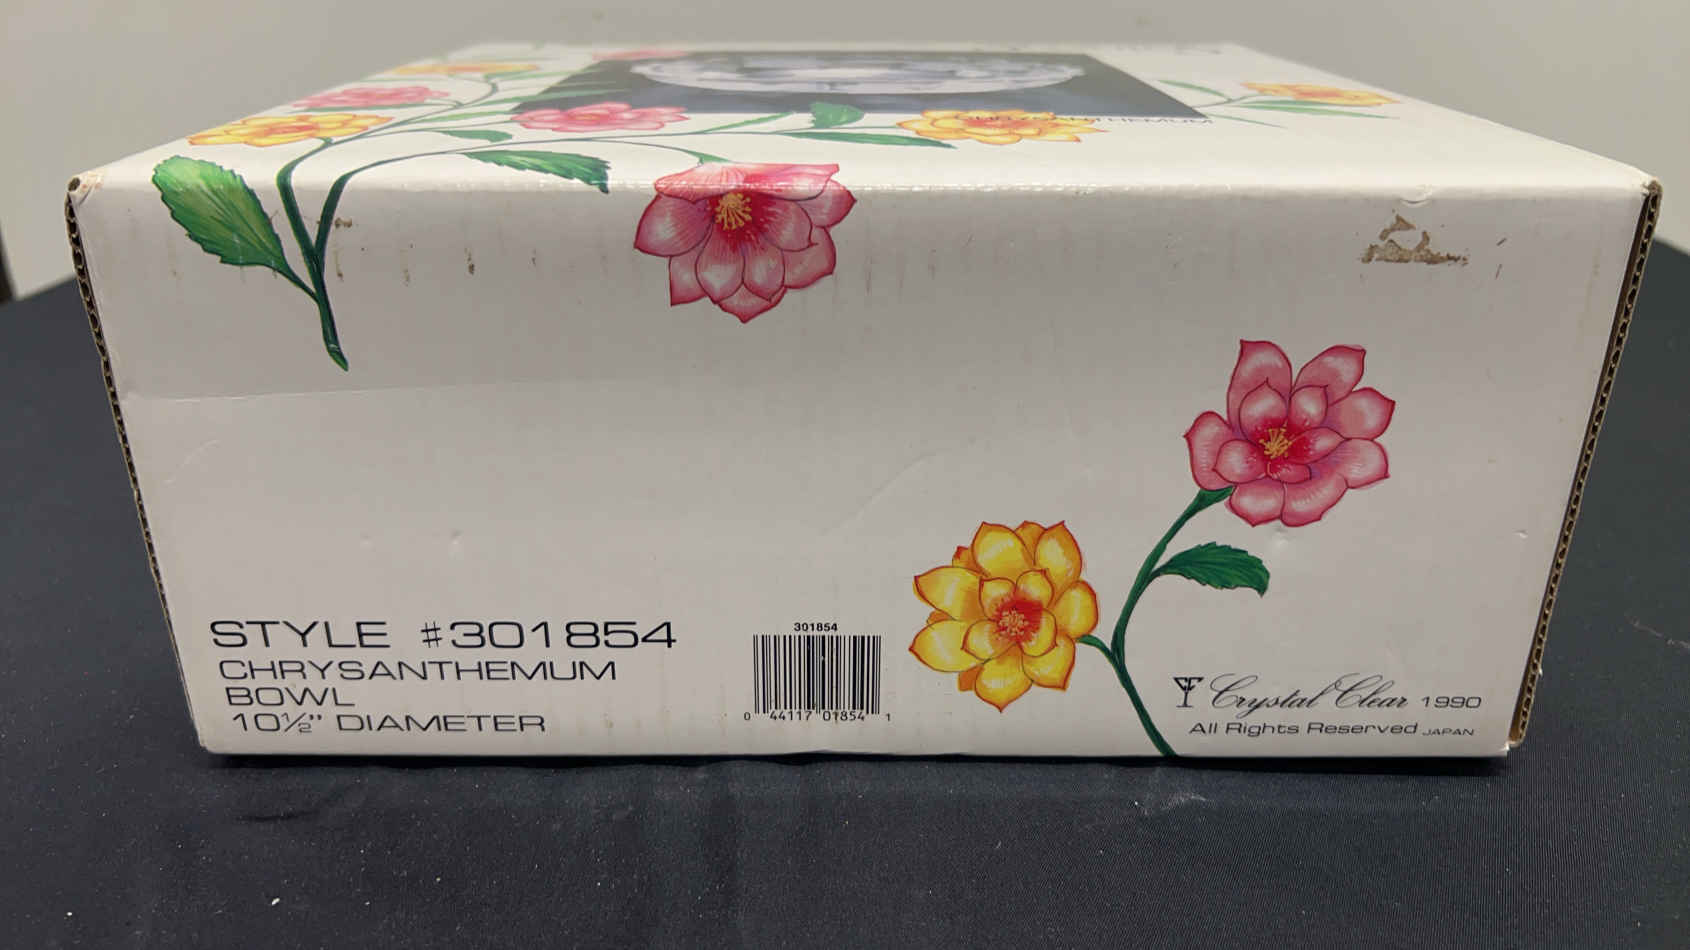 CHRYSANTHEMUM
STYLE #301854
CHRYSANTHEMUM
BOWL
10½" DIAMETER
301854
0 44117 01854 1
Crystal Clear 1990
All Rights Reserved JAPAN